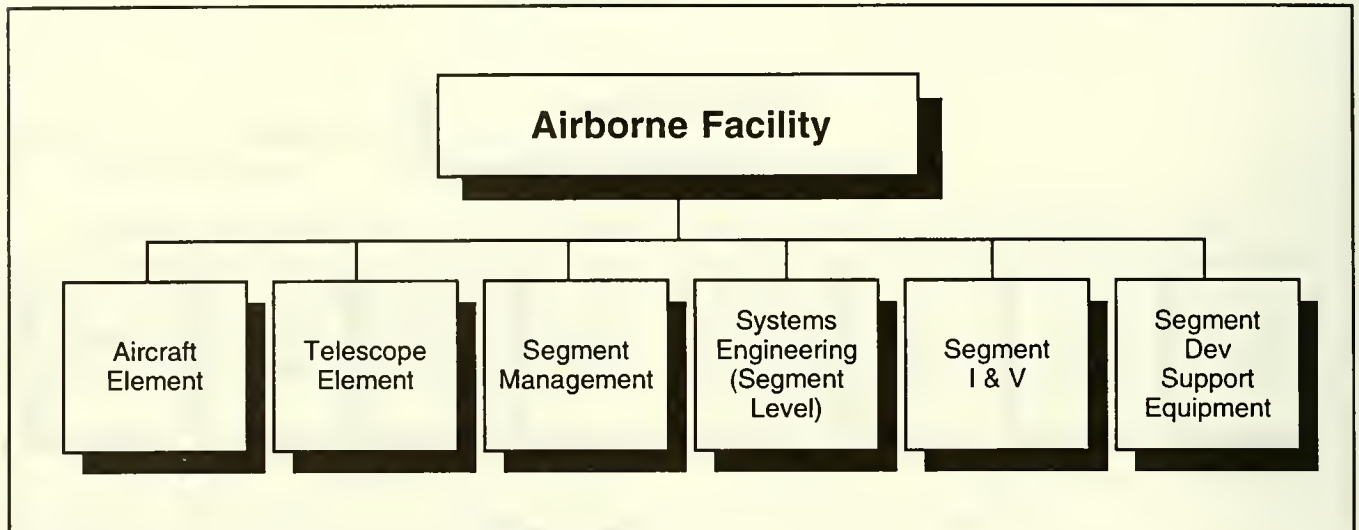 Airborne Facility
Aircraft
Element
Telescope
Element
Segment
Management
Systems
Engineering
(Segment
Level)
Segment
I & V
Segment
Dev
Support
Equipment